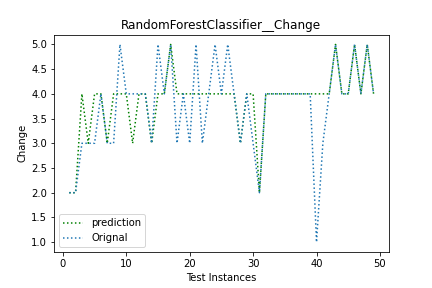 RandomForestClassifier__Change
5.0
4.5
4.0
3.5
3.0
2.5
2.0
1.5
1.0
Change
prediction
Orignal
0 10 20 30 40 50
Test Instances